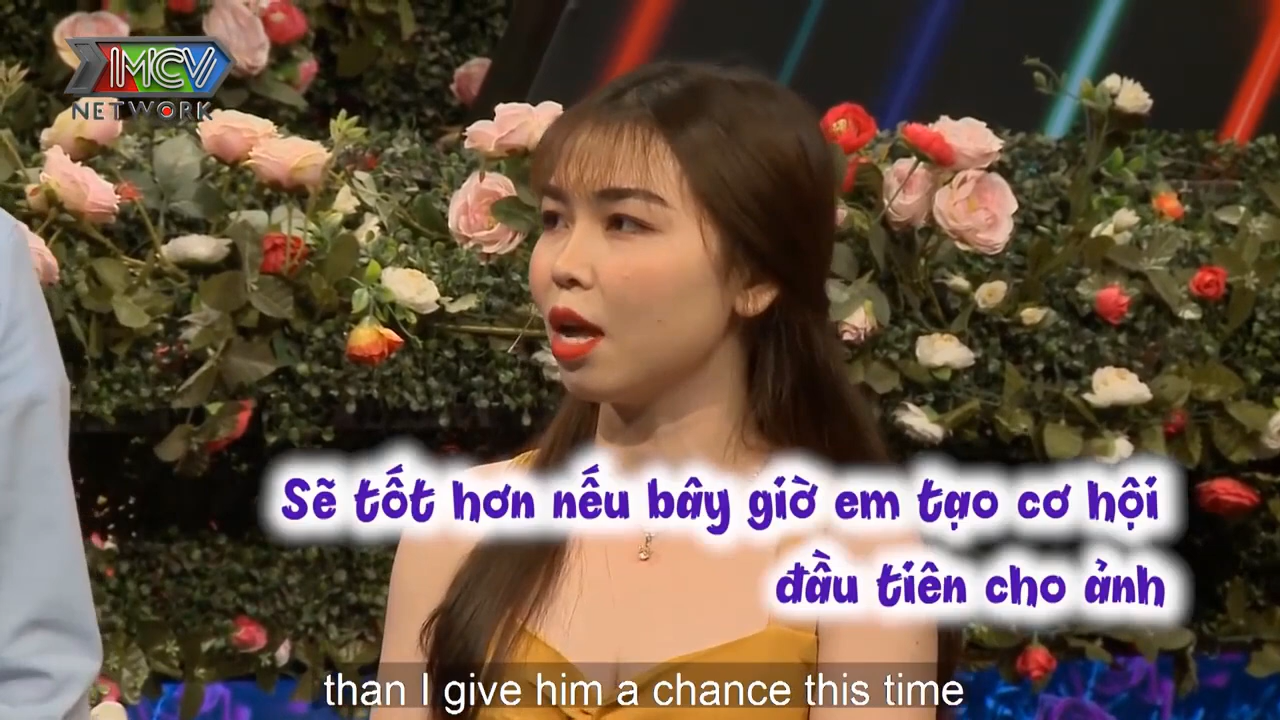 MCV
NETWORK
Sẽ tốt hơn nếu bây giờ em tạo cơ hội
đầu tiên cho ảnh
than I give him a chance this time